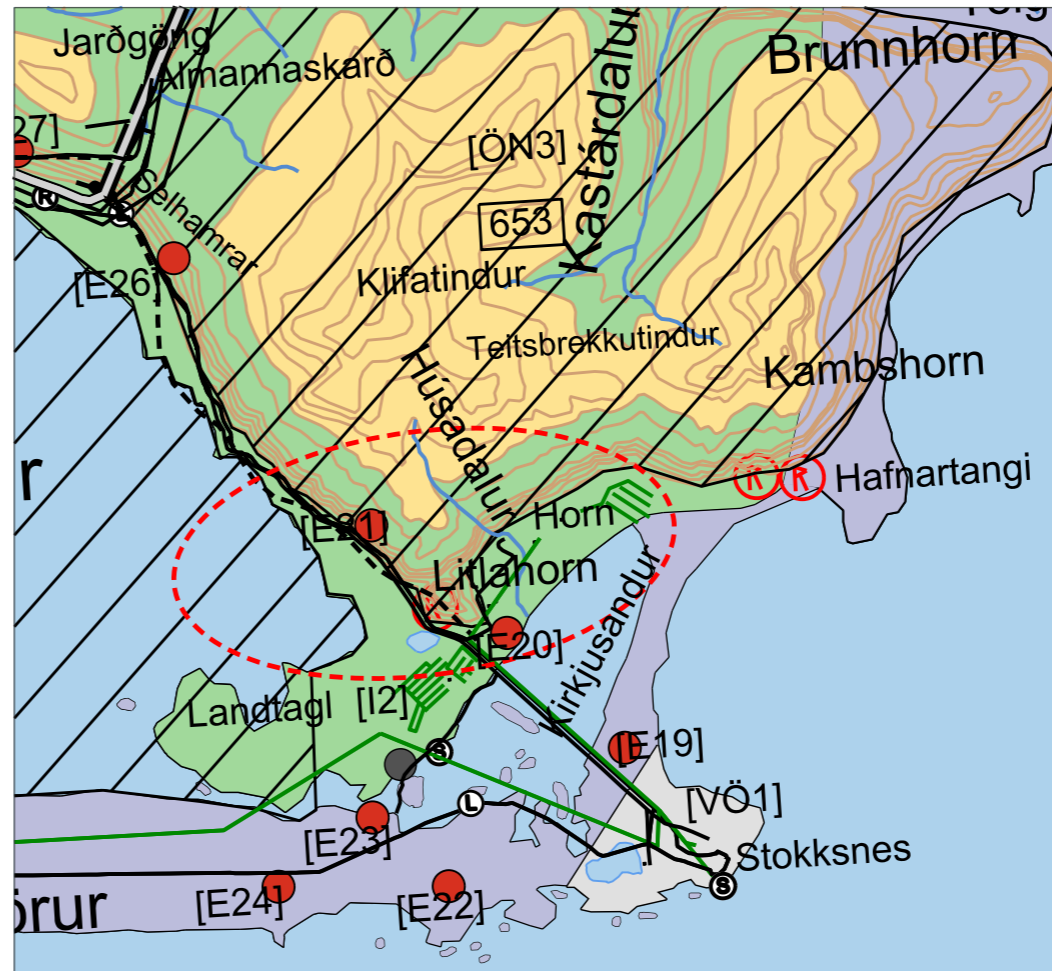 Jarðgöng
Almannaskarð
Brunnhorn
27]
[ÖN3]
Kastárdalur
Selhamrar
R
S
653
[E26]
Klifatindur
Teitsbrekkutindur
Húsadalur
Kambshorn
r
R
R
Hafnartangi
[E21]
Horn
Litlahorn
[E20]
Kirkjusandur
Landtagl
[I2]
[E19]
S
L
[VÖ1]
[E23]
Stokksnes
S
[E24]
[E22]
örur